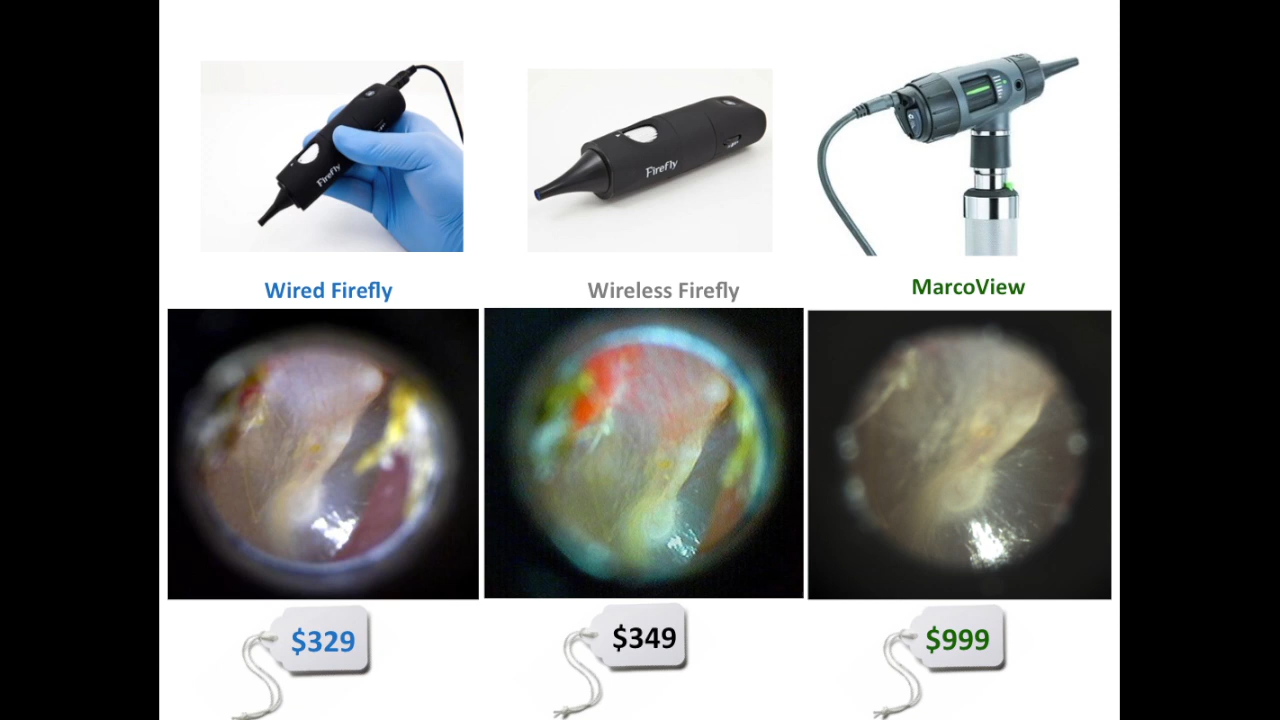 Firefly
Firefly
Wired Firefly
Wireless Firefly
MarcoView
$329
$349
$999